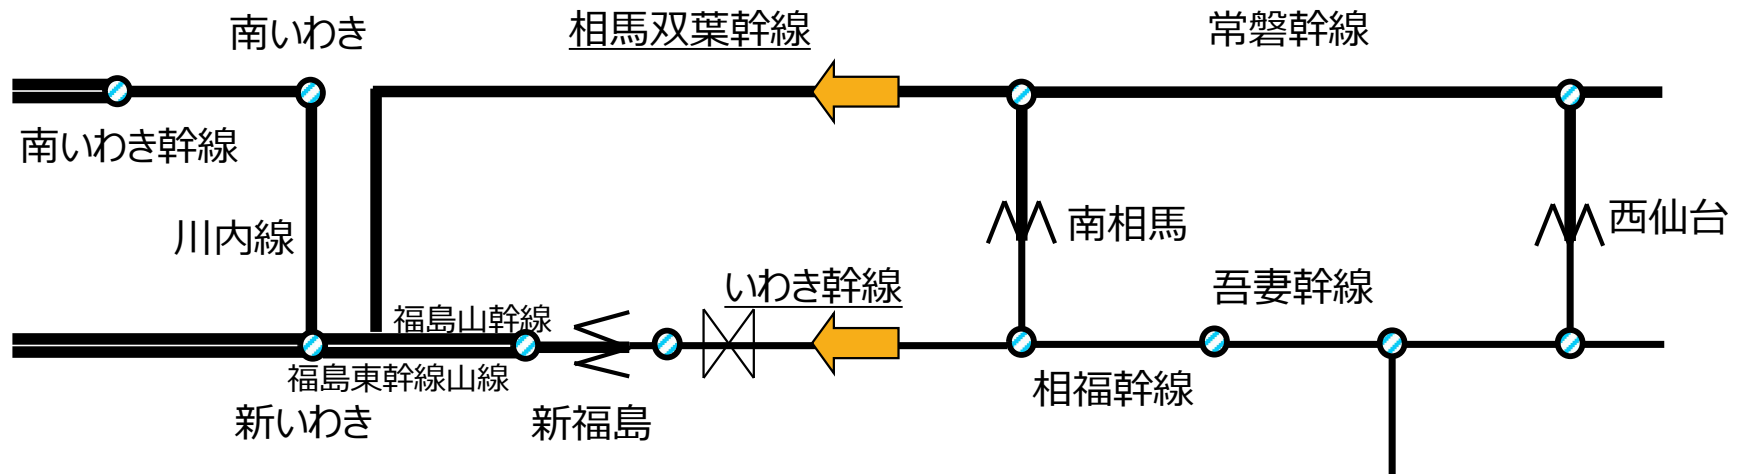 南いわき
相馬双葉幹線
常磐幹線
南いわき幹線
川内線
南相馬
西仙台
いわき幹線
吾妻幹線
福島山幹線
福島東幹線山線
相福幹線
新いわき
新福島